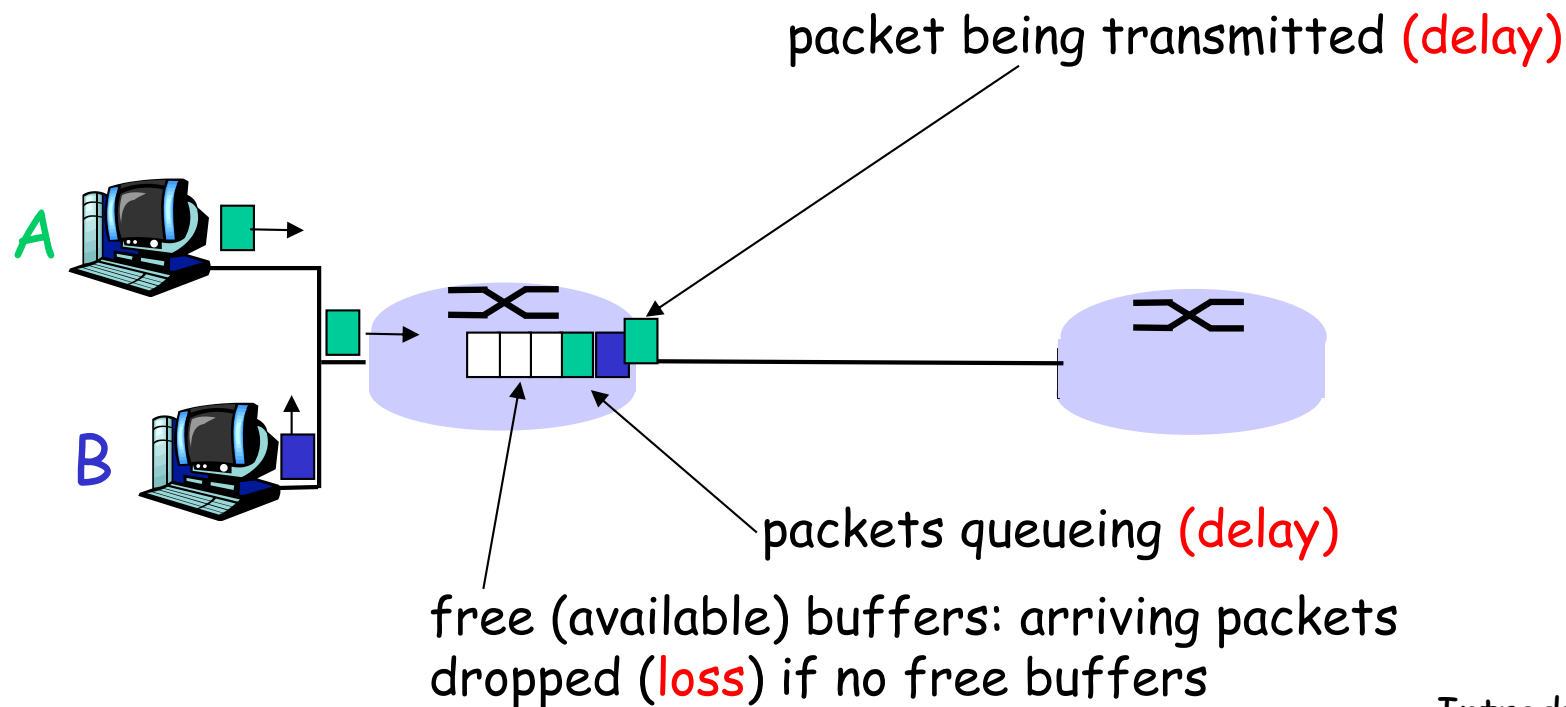 packet being transmitted (delay)
A
B
packets queueing (delay)
free (available) buffers: arriving packets
dropped (loss) if no free buffers